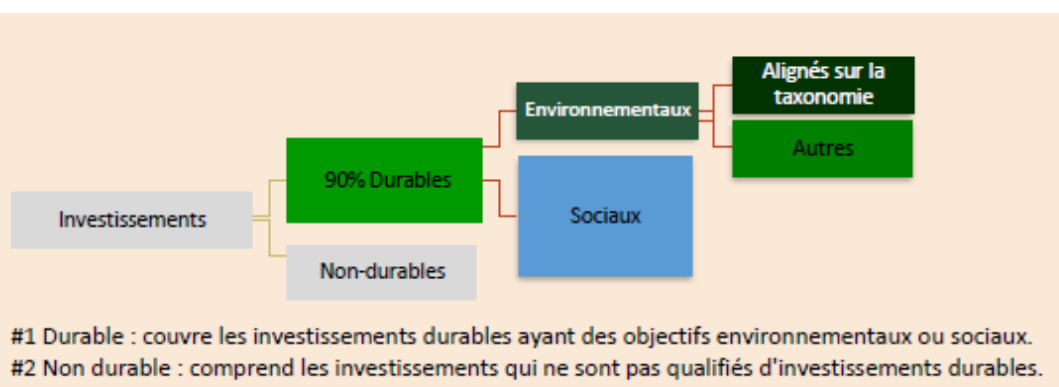 Alignés sur la
taxonomie
Environnementaux
Autres
90% Durables
Sociaux
Investissements
Non-durables
#1 Durable : couvre les investissements durables ayant des objectifs environnementaux ou sociaux.
#2 Non durable : comprend les investissements qui ne sont pas qualifiés d'investissements durables.